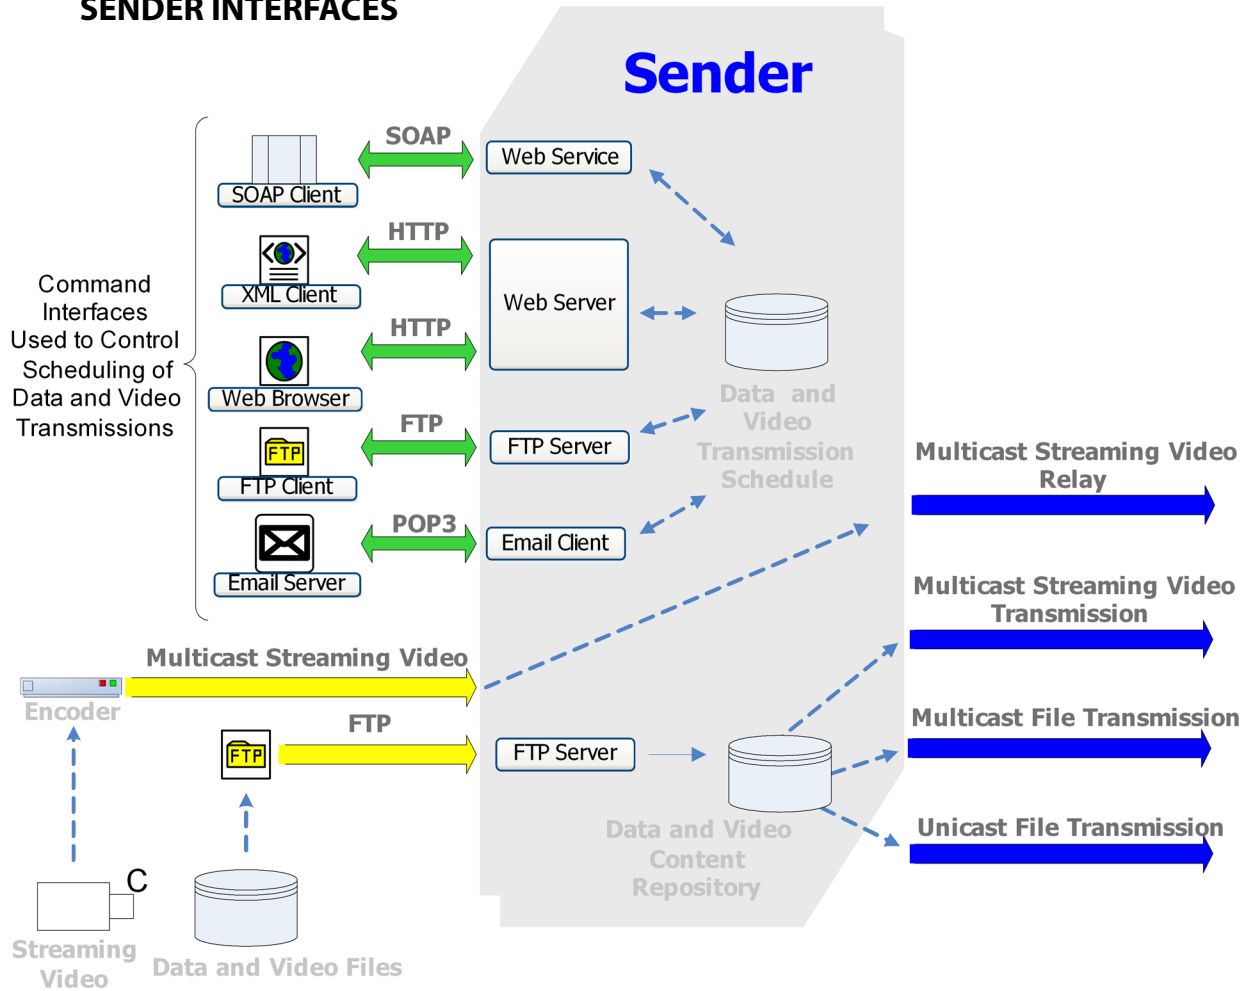 SENDER INTERFACES
Sender
SOAP
Web Service
SOAP Client
HTTP
XML Client
Web Server
HTTP
Web Browser
Command
Interfaces
Used to Control
Scheduling of
Data and Video
Transmissions
Data and
Video
Transmission
Schedule
FTP
FTP Server
FTP
FTP Client
POP3
Email Client
Email Server
Multicast Streaming Video
Relay
Multicast Streaming Video
Transmission
Multicast Streaming Video
Encoder
FTP
FTP
FTP Server
Multicast File Transmission
Data and Video
Content
Repository
Unicast File Transmission
C
Streaming
Video
Data and Video Files